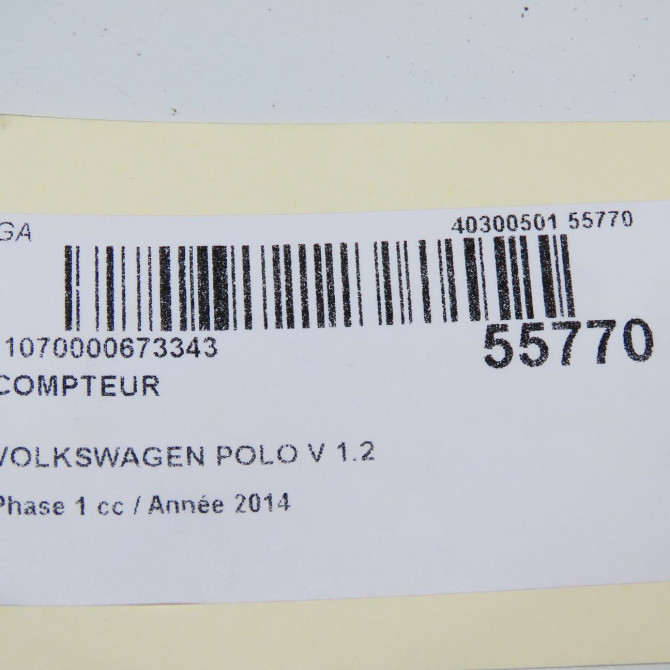 GA 40300501 55770
1070000673343 55770
COMPTEUR
VOLKSWAGEN POLO V 1.2
Phase 1 cc / Année 2014